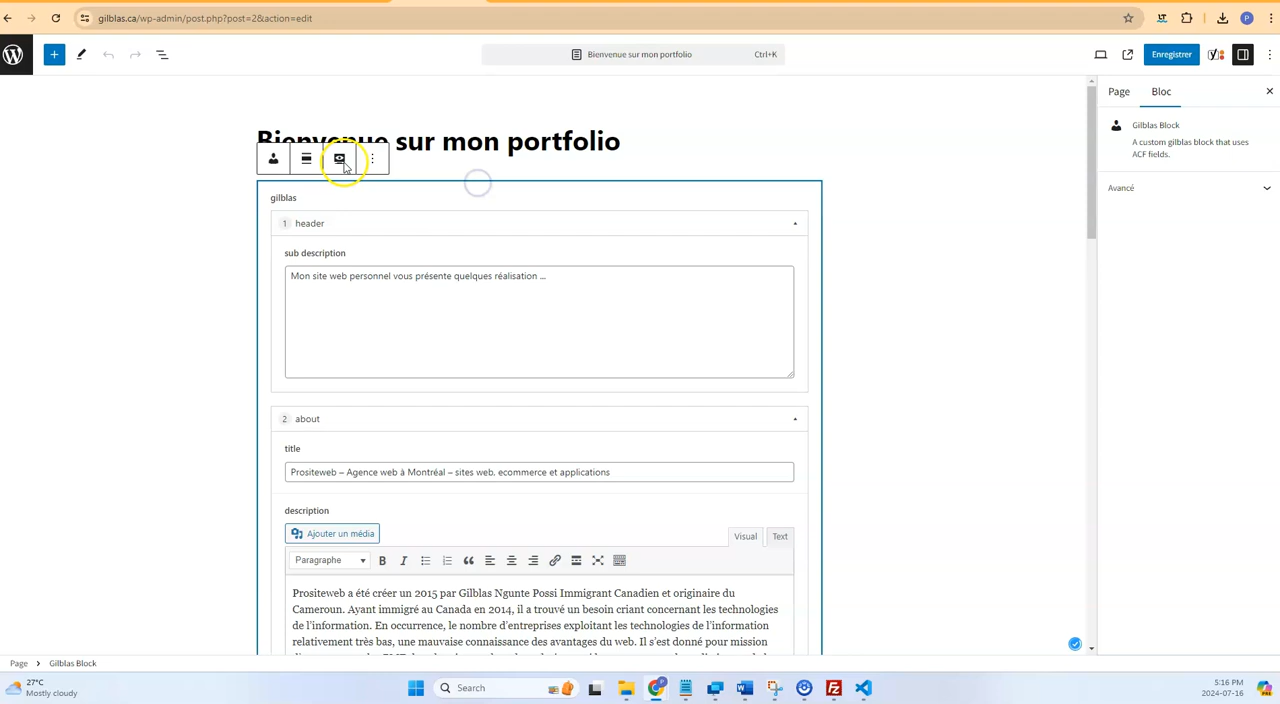 gilblas.ca/wp-admin/post.php?post=2&action=edit
Bienvenue sur mon portfolio
Ctrl+K
Enregistrer
Bienvenue sur mon portfolio
gilblas
1 header
sub description
Mon site web personnel vous présente quelques réalisation ...
2 about
title
Prositeweb – Agence web à Montréal – sites web. ecommerce et applications
description
Ajouter un média
Visual
Text
Paragraphe
Prositeweb a été créer un 2015 par Gilblas Ngunte Possi Immigrant Canadien et originaire du
Cameroun. Ayant immigré au Canada en 2014, il a trouvé un besoin criant concernant les technologies
de l'information. En occurrence, le nombre d'entreprises exploitant les technologies de l'information
relativement très bas, une mauvaise connaissance des avantages du web. Il s'est donné pour mission
Page
Bloc
Gilblas Block
A custom gilblas block that uses
ACF fields.
Avancé
Page
Gilblas Block
27°C
Mostly cloudy
Search
5:16 PM
2024-07-16